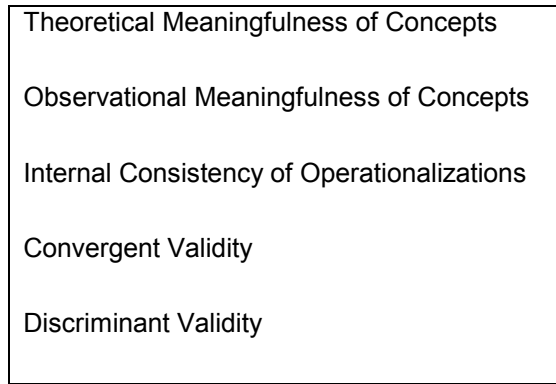 Theoretical Meaningfulness of Concepts
Observational Meaningfulness of Concepts
Internal Consistency of Operationalizations
Convergent Validity
Discriminant Validity